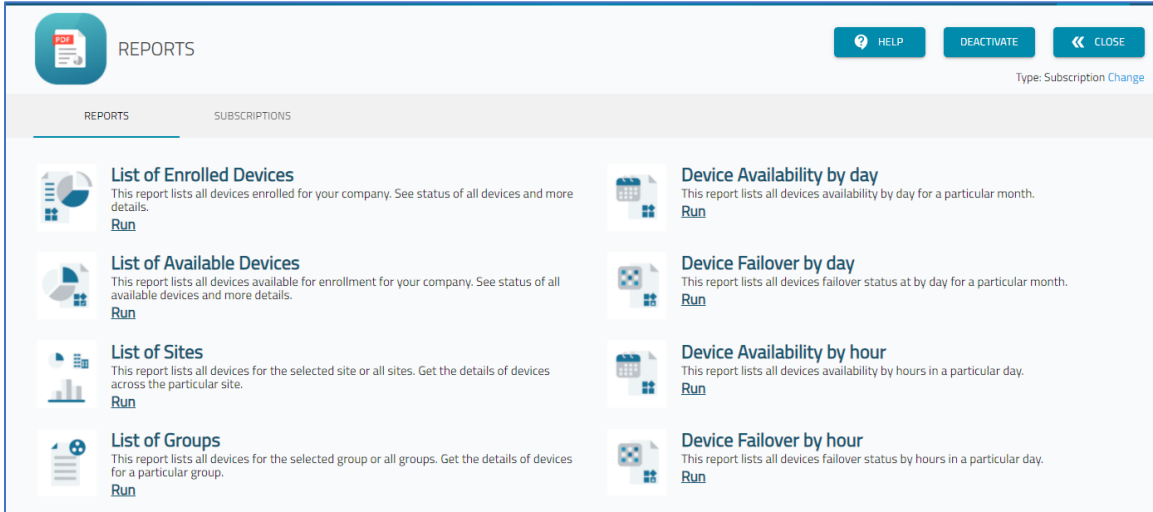 PDF
REPORTS
HELP
DEACTIVATE
CLOSE
Type: Subscription Change
REPORTS
SUBSCRIPTIONS
List of Enrolled Devices
This report lists all devices enrolled for your company. See status of all devices and more
details.
Run
List of Available Devices
This report lists all devices available for enrollment for your company. See status of all
available devices and more details.
Run
List of Sites
This report lists all devices for the selected site or all sites. Get the details of devices
across the particular site.
Run
List of Groups
This report lists all devices for the selected group or all groups. Get the details of devices
for a particular group.
Run
Device Availability by day
This report lists all devices availability by day for a particular month.
Run
Device Failover by day
This report lists all devices failover status at by day for a particular month.
Run
Device Availability by hour
This report lists all devices availability by hours in a particular day.
Run
Device Failover by hour
This report lists all devices failover status by hours in a particular day.
Run